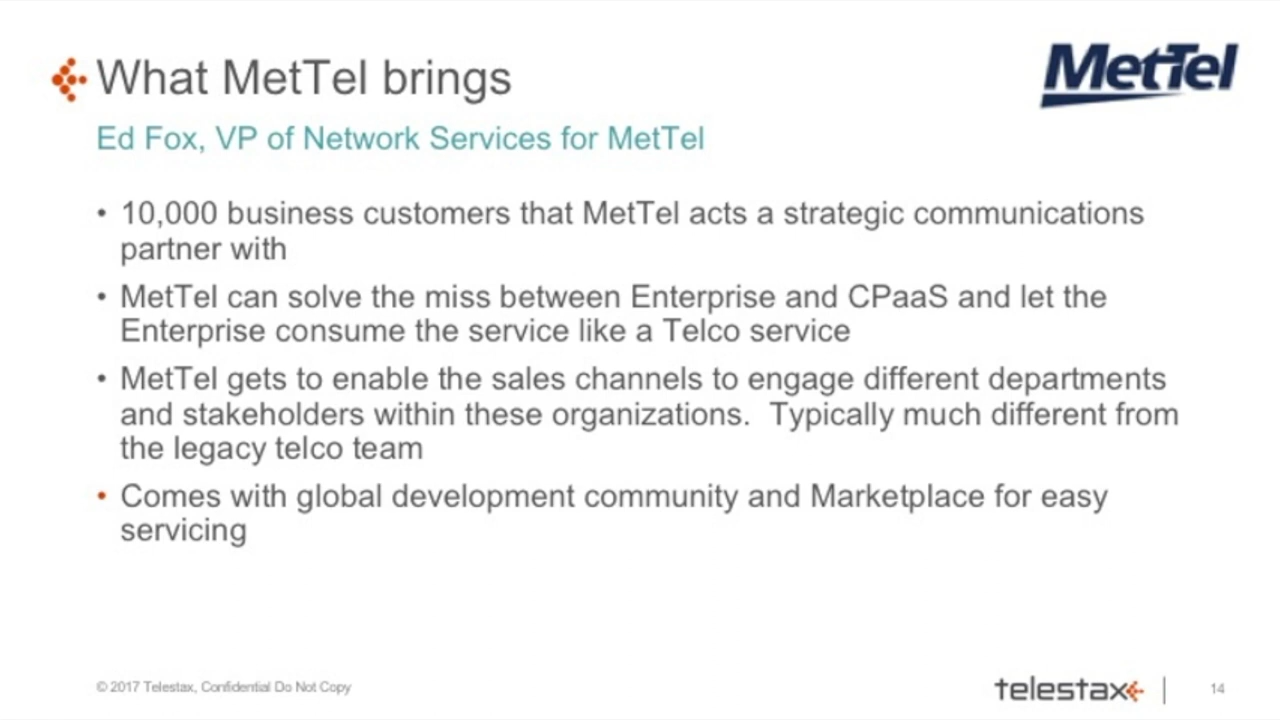 What MetTel brings
MetTel
Ed Fox, VP of Network Services for MetTel
• 10,000 business customers that MetTel acts a strategic communications
partner with
• MetTel can solve the miss between Enterprise and CPaaS and let the
Enterprise consume the service like a Telco service
• MetTel gets to enable the sales channels to engage different departments
and stakeholders within these organizations.  Typically much different from
the legacy telco team
• Comes with global development community and Marketplace for easy
servicing
© 2017 Telestax, Confidential Do Not Copy
telestax
14